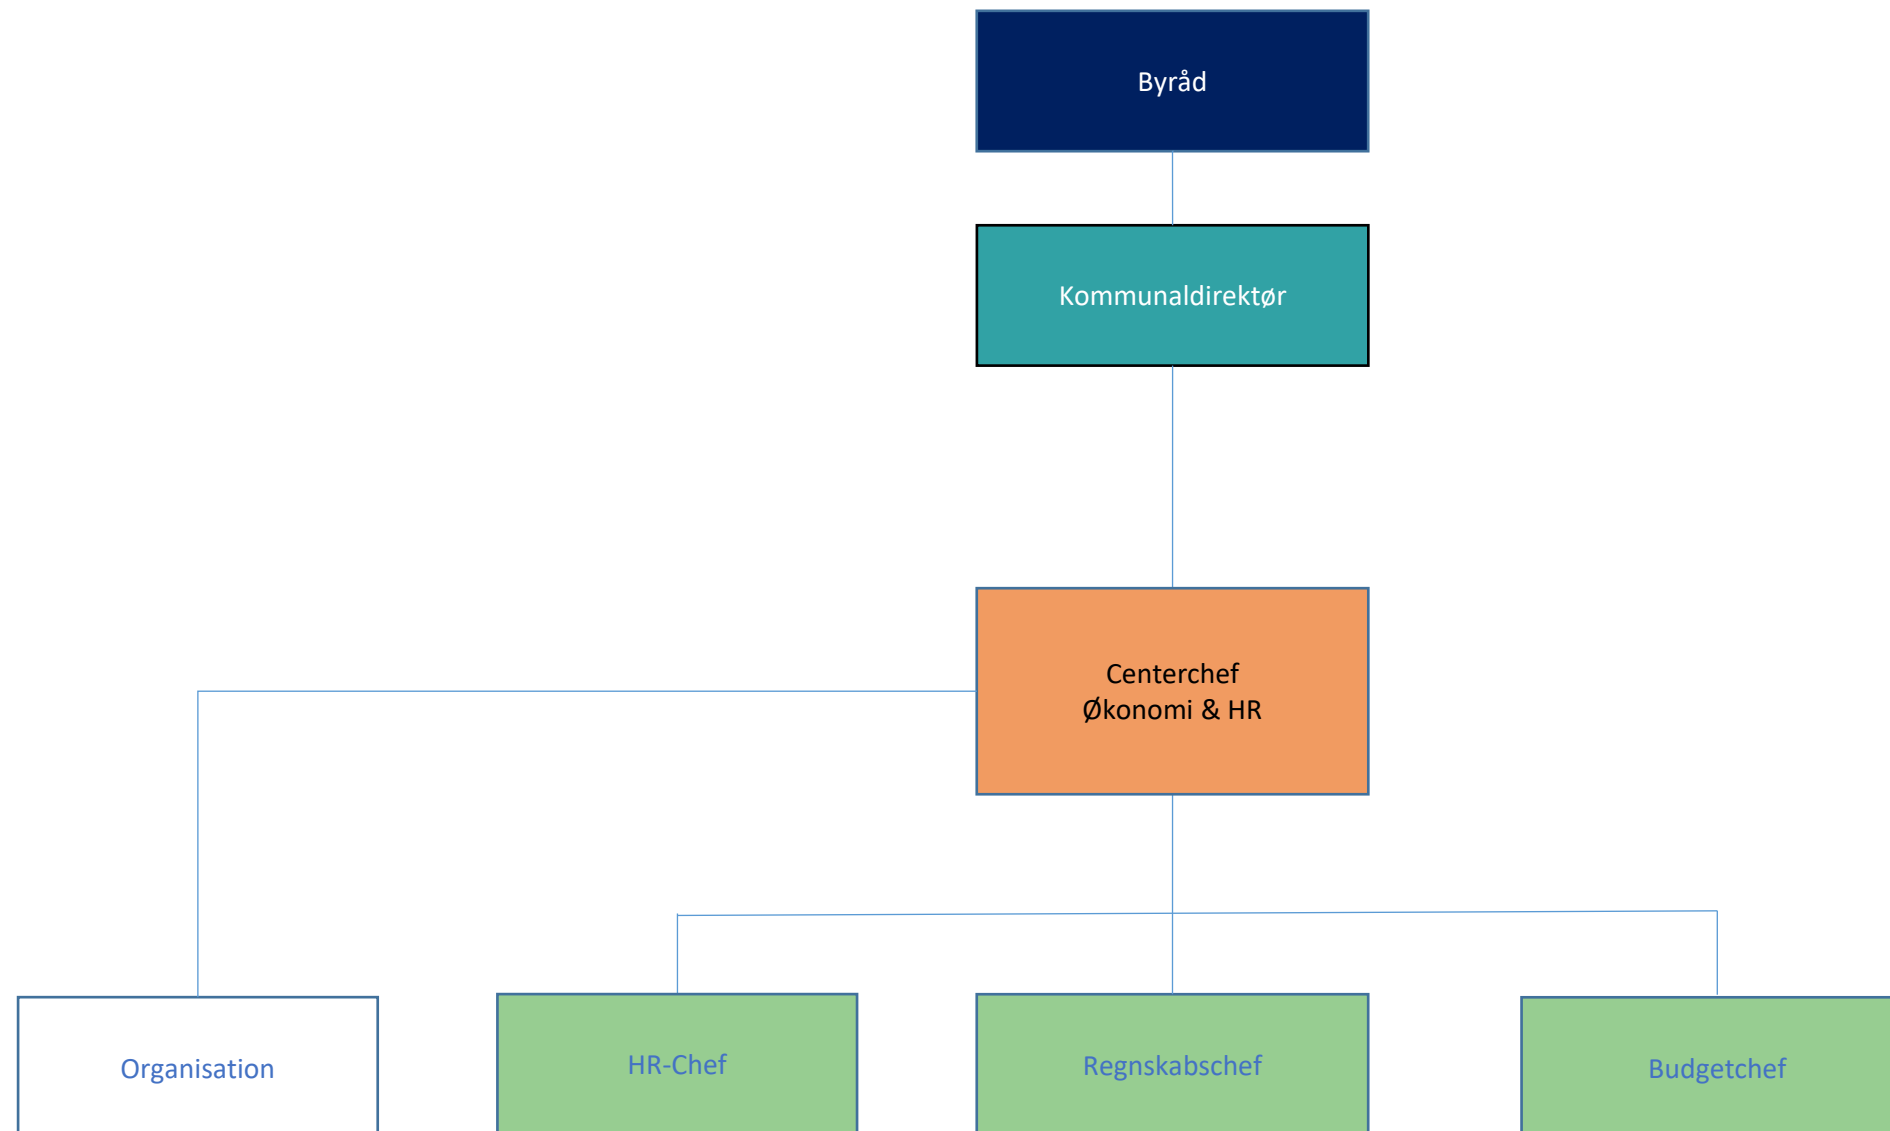 Byråd
Kommunaldirektør
Centerchef
Økonomi & HR
Organisation
HR-Chef
Regnskabschef
Budgetchef